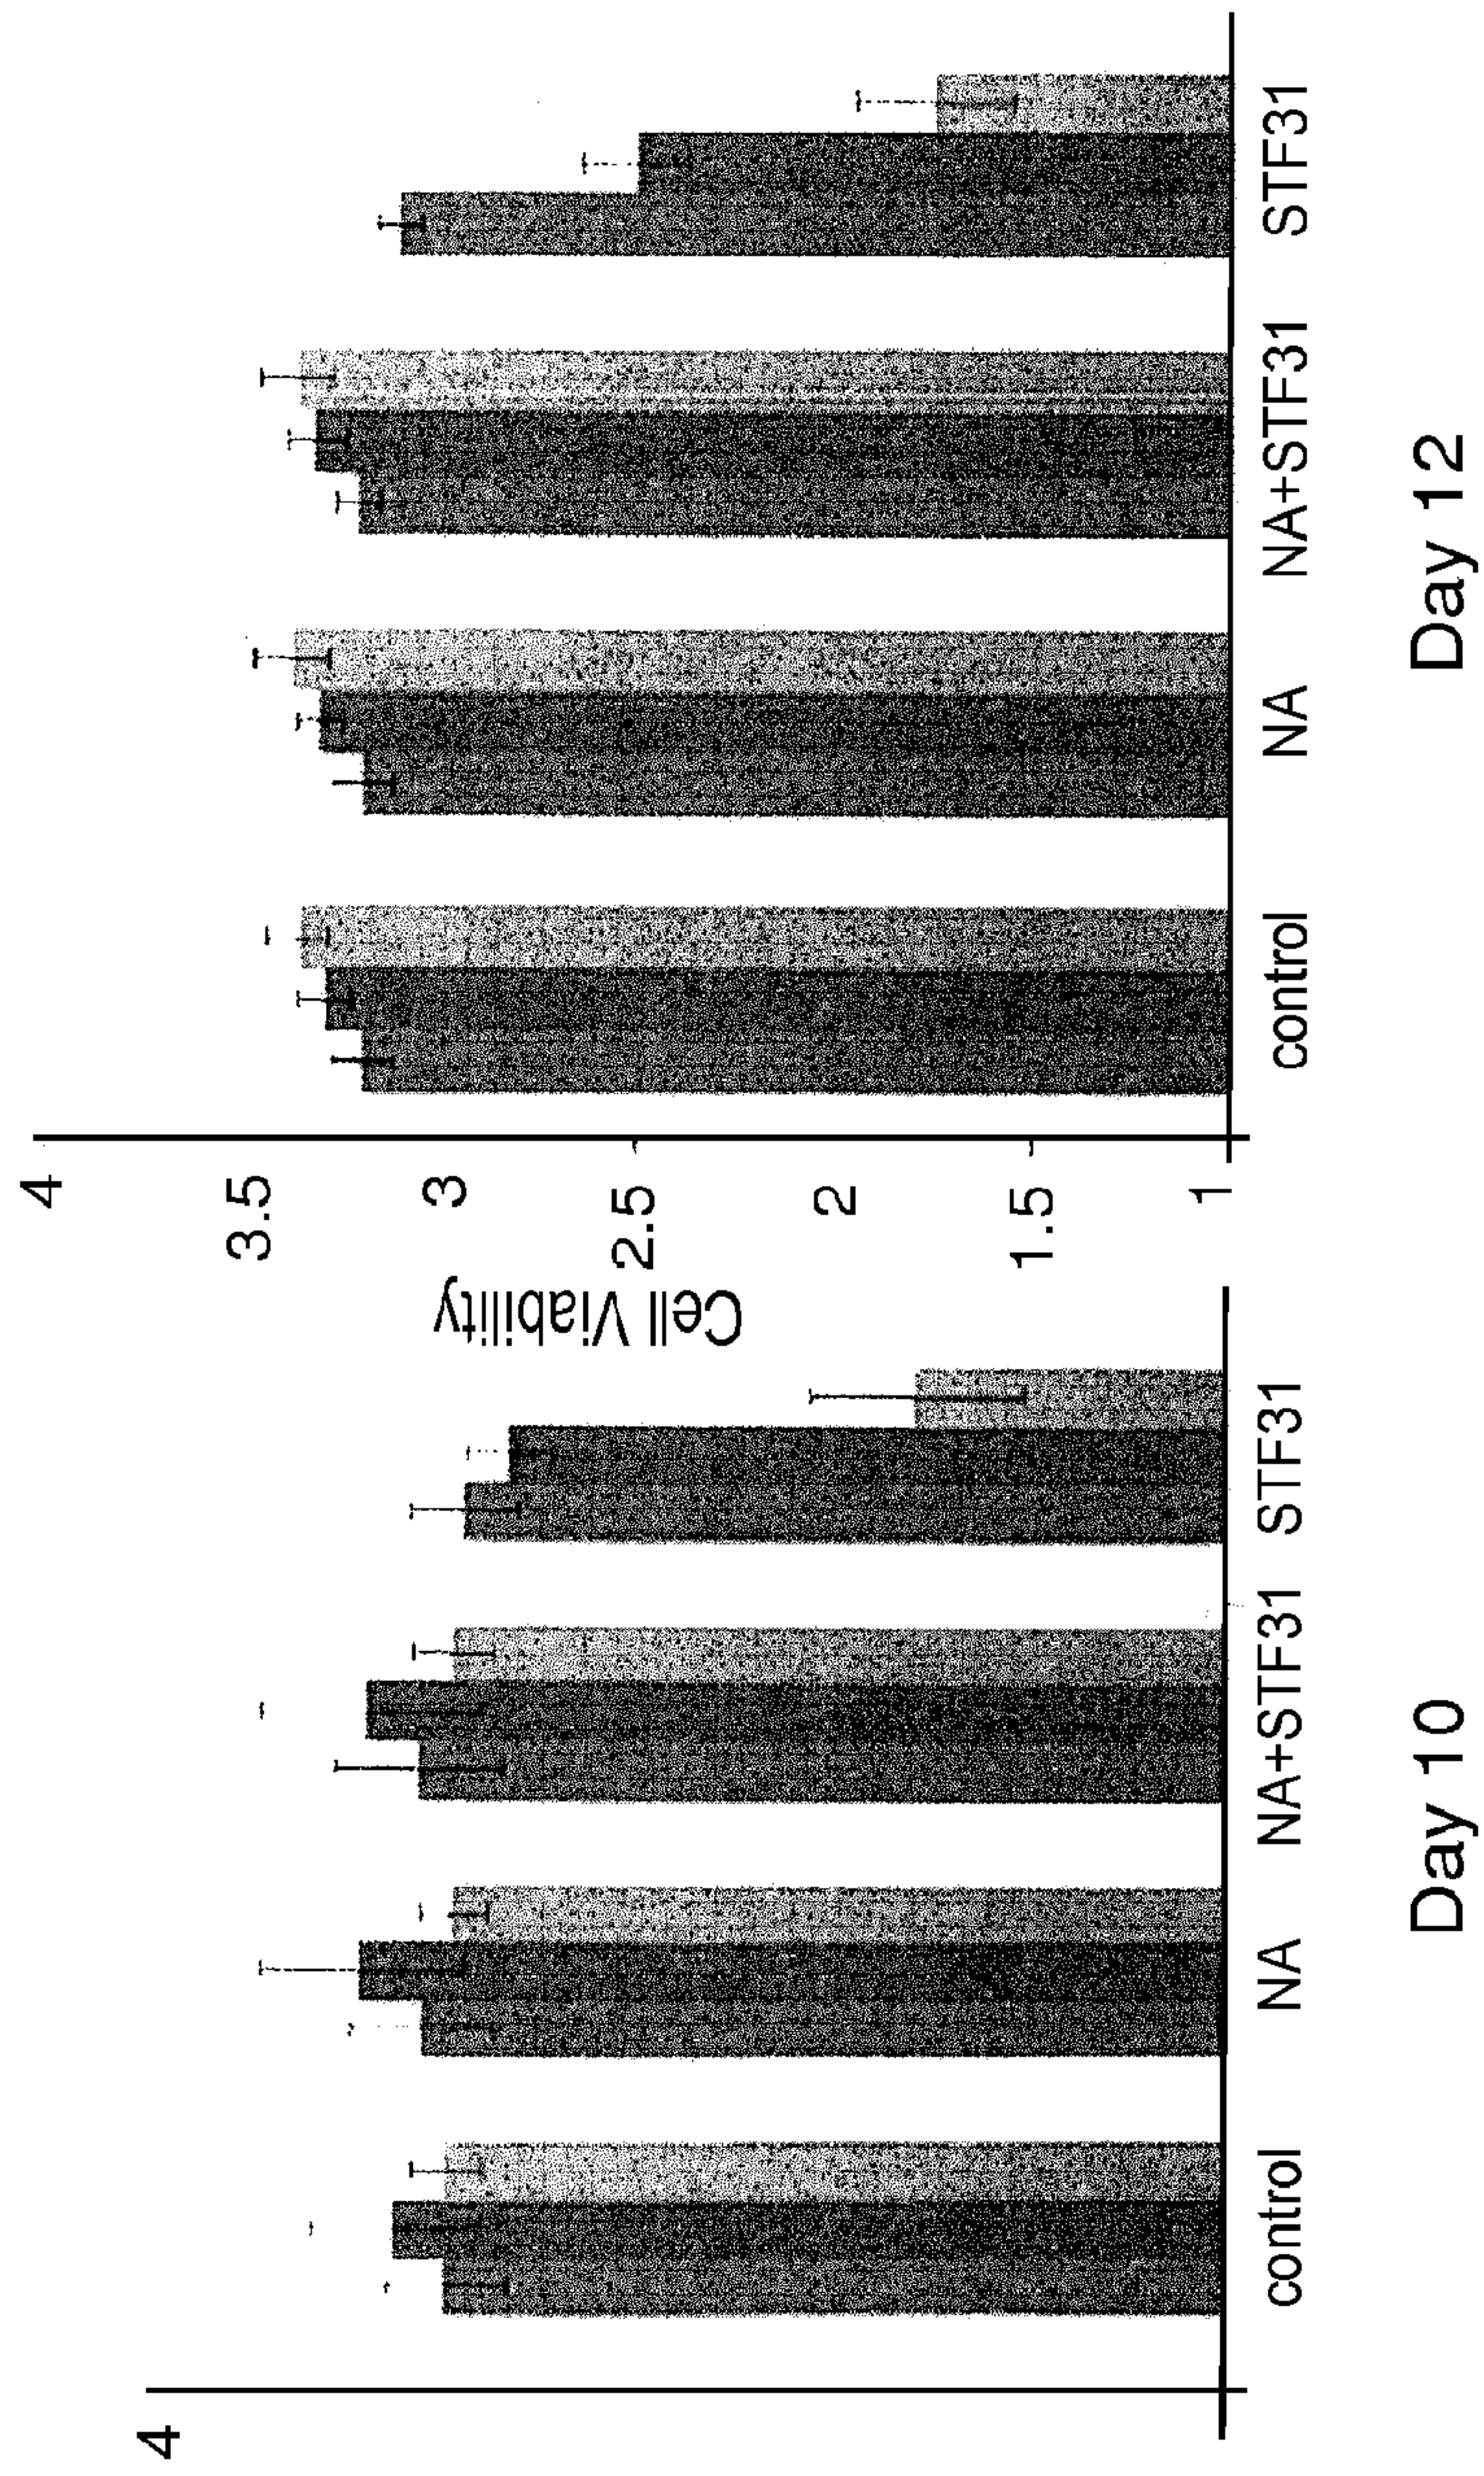 4
control NA NA+STF31 STF31
Day 10
Cell Viability
4
3.5
3
2.5
2
1.5
1
control NA NA+STF31 STF31
Day 12